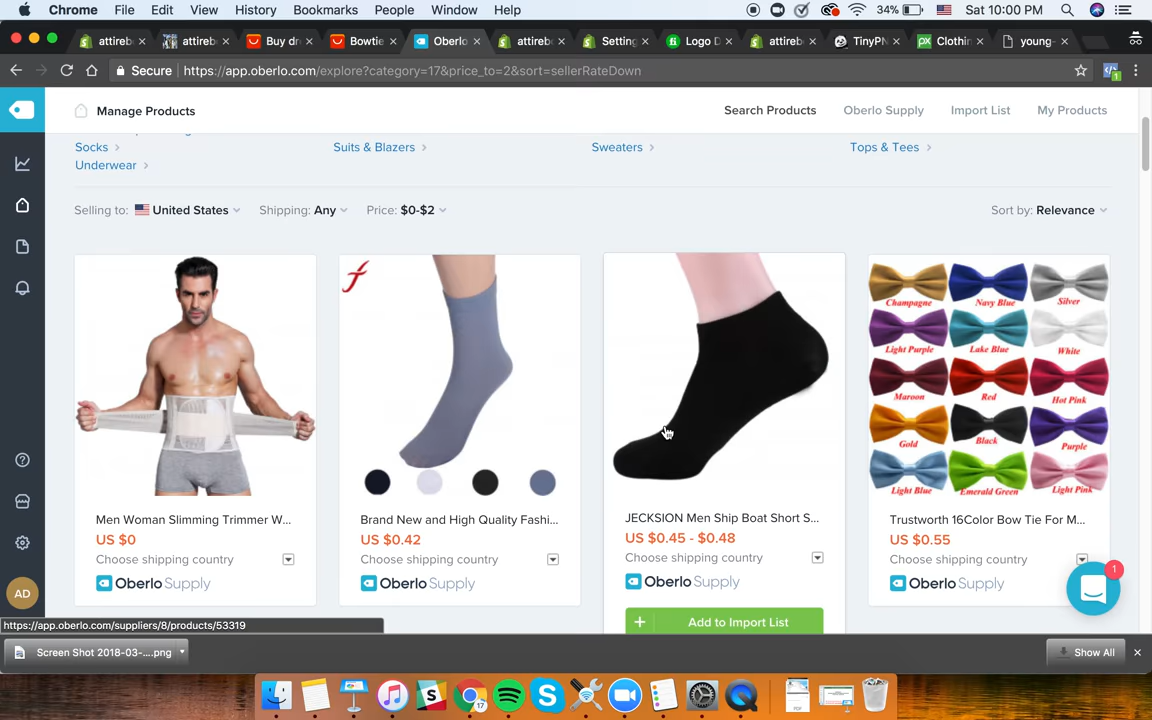 Chrome File Edit View History Bookmarks People Window Help 34% Sat 10:00 PM
attireb attireb Buy dr Bowtie Oberlo attireb Setting Logo D attireb TinyPN Clothin young-
Secure https://app.oberlo.com/explore?category=17&price_to=2&sort=sellerRateDown
Manage Products Search Products Oberlo Supply Import List My Products
Socks Suits & Blazers Sweaters Tops & Tees
Underwear
Selling to: United States Shipping: Any Price: $0-$2 Sort by: Relevance
Champagne Navy Blue Silver
Light Purple Lake Blue White
Maroon Red Hot Pink
Gold Black Purple
Light Blue Emerald Green Light Pink
Men Woman Slimming Trimmer W...
US $0
Choose shipping country
Oberlo Supply
Brand New and High Quality Fashi...
US $0.42
Choose shipping country
Oberlo Supply
JECKSION Men Ship Boat Short S...
US $0.45 - $0.48
Choose shipping country
Oberlo Supply
+ Add to Import List
Trustworth 16Color Bow Tie For M...
US $0.55
Choose shipping country
Oberlo Supply
AD
1
https://app.oberlo.com/suppliers/8/products/53319
Screen Shot 2018-03-....png Show All
17